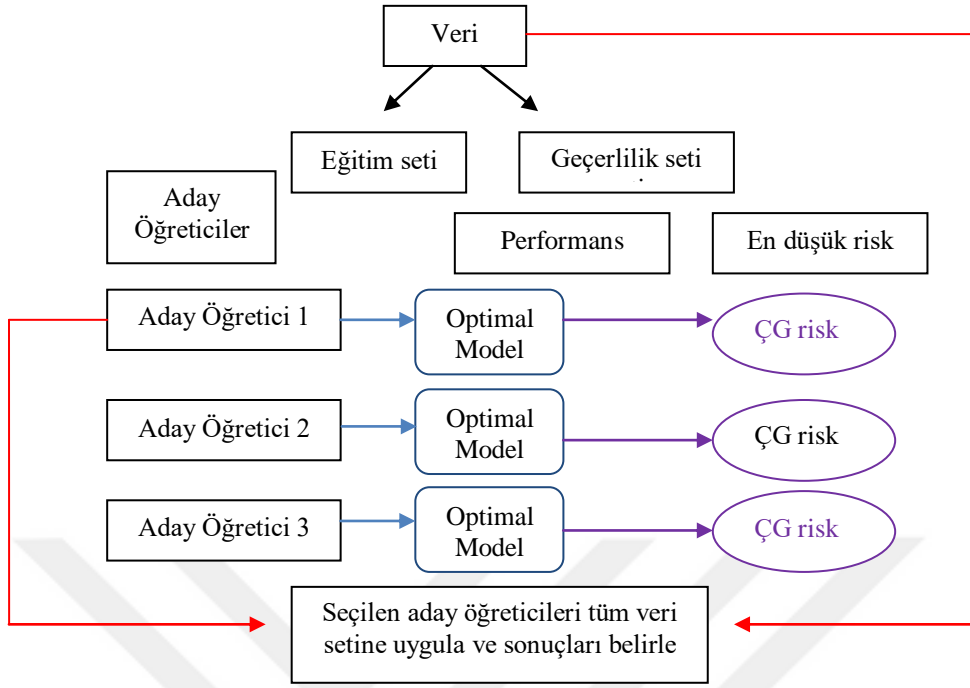 Veri
Eğitim seti
Geçerlilik seti
.
Aday
Öğreticiler
Performans
En düşük risk
Aday Öğretici 1
Optimal
Model
ÇG risk
Aday Öğretici 2
Optimal
Model
ÇG risk
Aday Öğretici 3
Optimal
Model
ÇG risk
Seçilen aday öğreticileri tüm veri
setine uygula ve sonuçları belirle